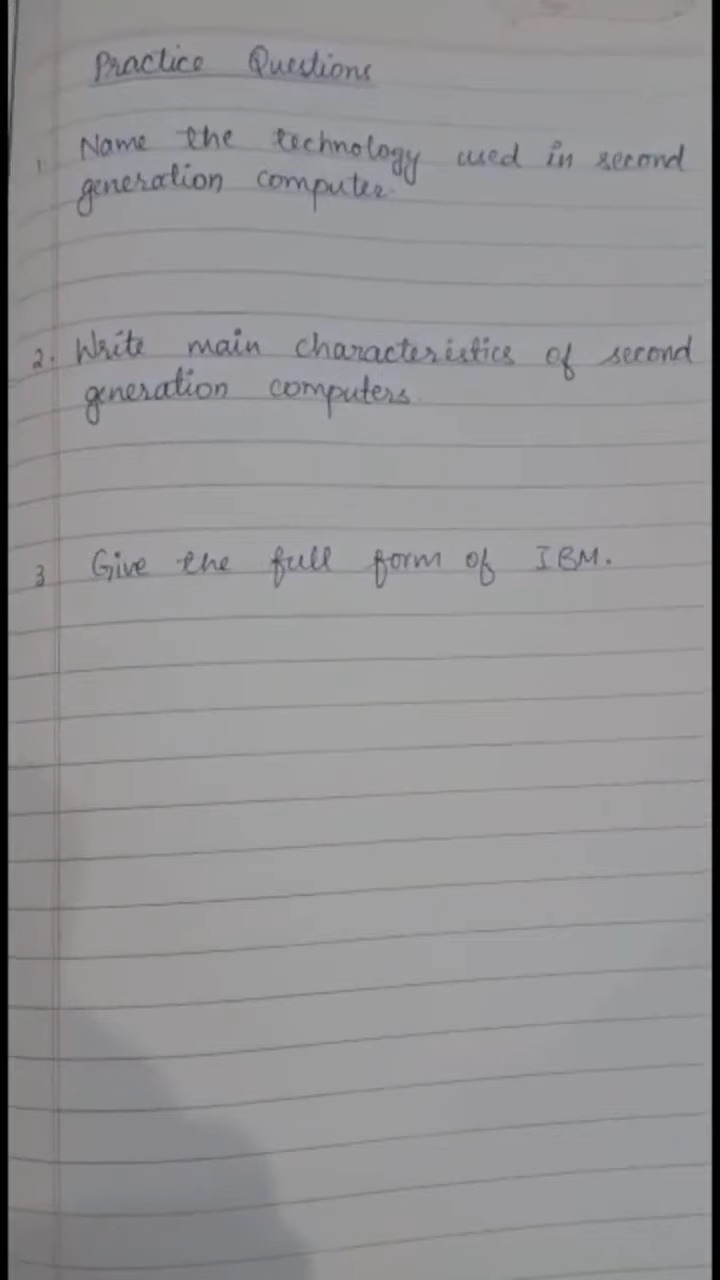 Practice Questions
1. Name the technology used in second
generation computer.
2. Write main characteristics of second
generation computers.
3 Give the full form of IBM.